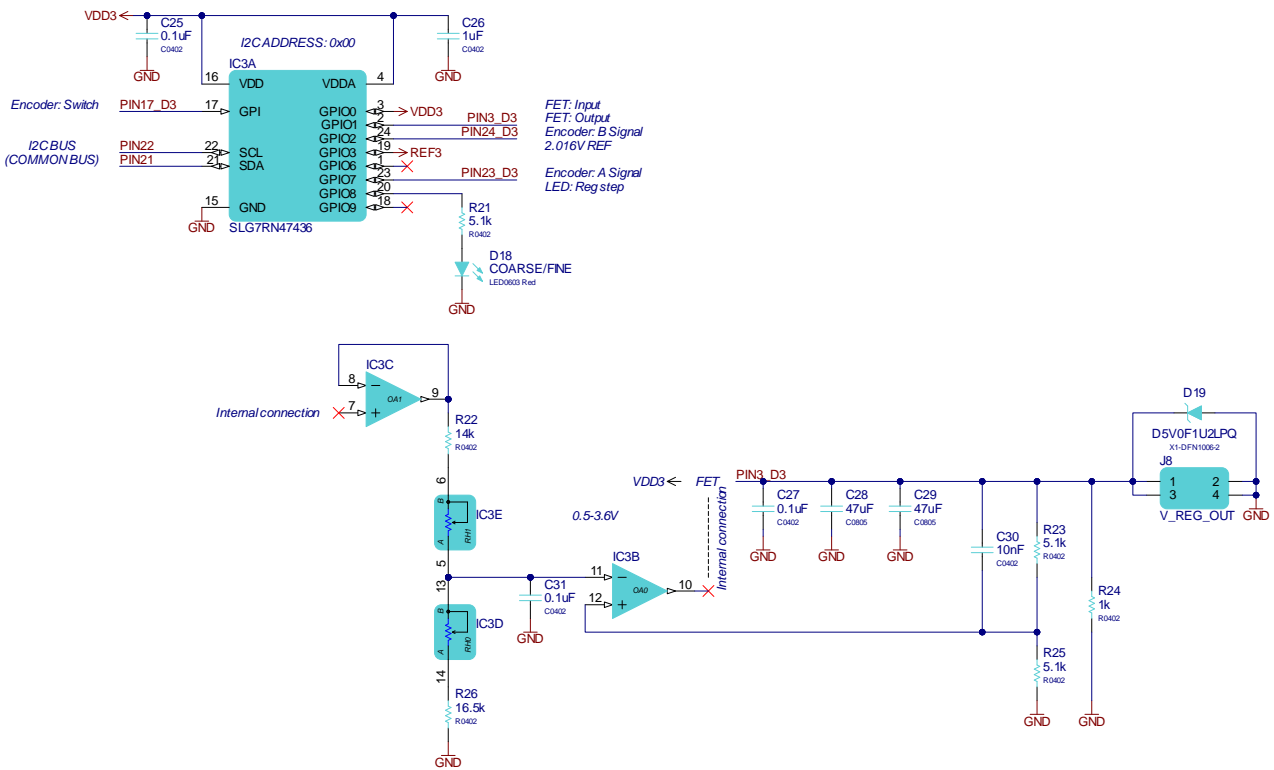 VDD3
C25
0.1uF
C0402
GND
I2C ADDRESS: 0x00
C26
1uF
C0402
GND
IC3A
16
VDD
VDDA
4
Encoder: Switch
PIN17_D3
17
GPI
GPIO0
3
VDD3
FET: Input
GPIO1
2
PIN3_D3
FET: Output
GPIO2
24
PIN24_D3
Encoder: B Signal
I2C BUS
(COMMON BUS)
PIN22
22
SCL
GPIO3
19
REF3
2.016V REF
PIN21
21
SDA
GPIO6
1
GPIO7
23
PIN23_D3
Encoder: A Signal
GPIO8
20
LED: Reg step
15
GND
GPIO9
18
GND
SLG7RN47436
R21
5.1k
R0402
D18
COARSE/FINE
LED0603 Red
GND
IC3C
8
−
OA1
9
Internal connection
7
+
R22
14k
R0402
6
B
RH1
A
IC3E
5
13
B
RH0
A
IC3D
14
R26
16.5k
R0402
GND
0.5-3.6V
C31
0.1uF
C0402
GND
IC3B
11
−
OA0
10
12
+
VDD3
FET
PIN3_D3
Internal connection
C27
0.1uF
C0402
GND
C28
47uF
C0805
GND
C29
47uF
C0805
GND
C30
10nF
C0402
R23
5.1k
R0402
R24
1k
R0402
GND
R25
5.1k
R0402
GND
D19
D5V0F1U2LPQ
X1-DFN1006-2
J8
1
2
3
4
V_REG_OUT
GND